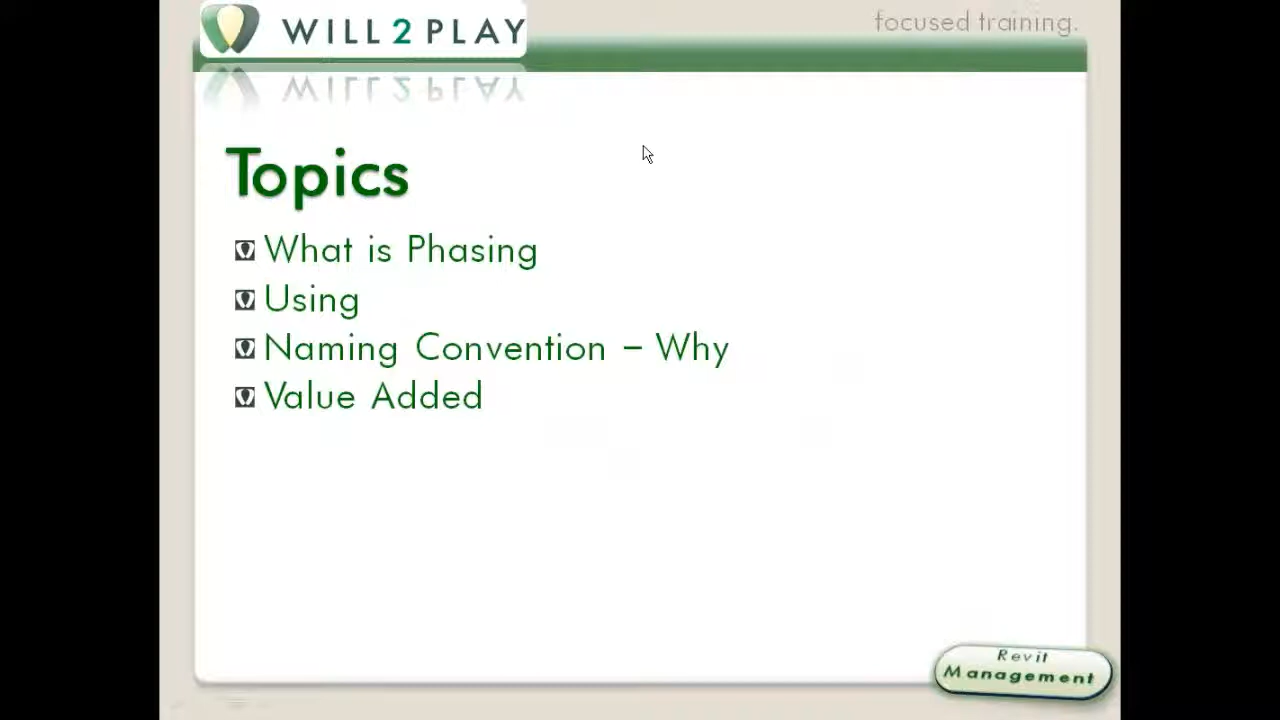 WILL2PLAY
focused training.
Topics
What is Phasing
Using
Naming Convention – Why
Value Added
Revit
Management